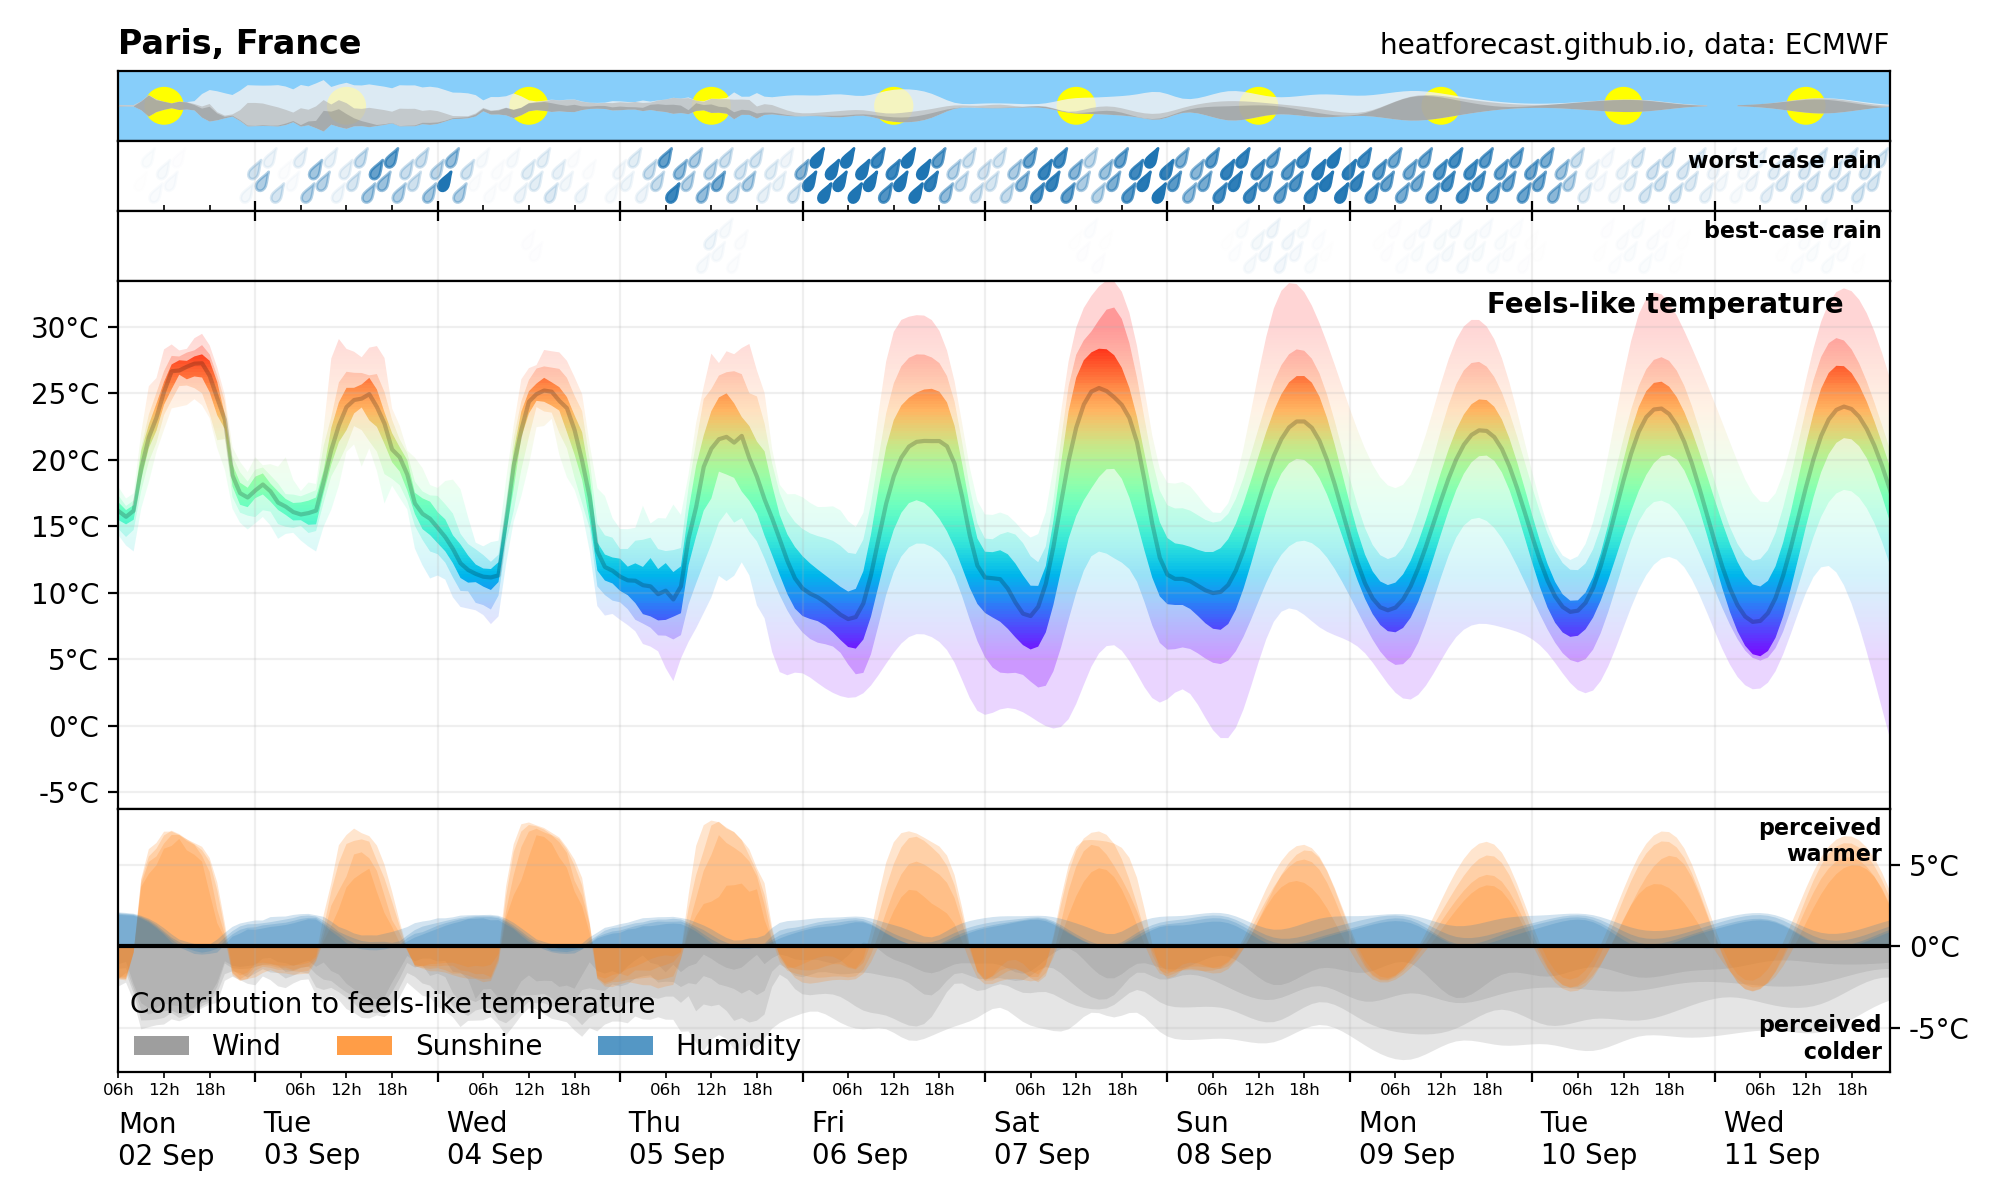 Paris, France
heatforecast.github.io, data: ECMWF
worst-case rain
best-case rain
Feels-like temperature
30°C
25°C
20°C
15°C
10°C
5°C
0°C
-5°C
perceived
warmer
5°C
0°C
-5°C
perceived
colder
Contribution to feels-like temperature
Wind Sunshine Humidity
06h 12h 18h 06h 12h 18h 06h 12h 18h 06h 12h 18h 06h 12h 18h 06h 12h 18h 06h 12h 18h 06h 12h 18h 06h 12h 18h 06h 12h 18h
Mon Tue Wed Thu Fri Sat Sun Mon Tue Wed
02 Sep 03 Sep 04 Sep 05 Sep 06 Sep 07 Sep 08 Sep 09 Sep 10 Sep 11 Sep